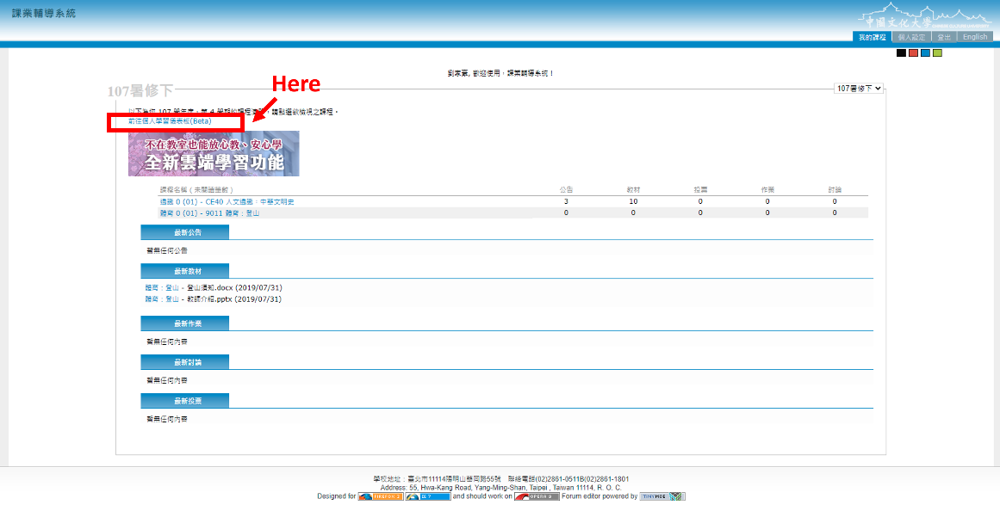 課業輔導系統
中國文化大學
我的課程 個人設定 登出 English
劉家豪, 歡迎使用，課業輔導系統！
107暑修下
Here
107暑修下
以下為您 107 學年度，第 4 學期的課程資訊，請點選欲檢視之課程。
前往個人學習儀表板(Beta)
不在教室也能放心教、安心學
全新雲端學習功能
課程名稱 ( 未閱讀篇數 ) 公告 教材 投票 作業 討論
通識 0 (01) - CE40 人文通識：中華文明史 3 10 0 0 0
體育 0 (01) - 9011 體育：登山 0 0 0 0 0
最新公告
暫無任何公告
最新教材
體育：登山 - 登山須知.docx (2019/07/31)
體育：登山 - 教師介紹.pptx (2019/07/31)
最新作業
暫無任何內容
最新討論
暫無任何內容
最新投票
暫無任何內容
學校地址：臺北市11114陽明山華岡路55號 聯絡電話(02)2861-0511B(02)2861-1801
Address: 55, Hwa-Kang Road, Yang-Ming-Shan, Taipei , Taiwan 11114, R. O. C.
Designed for FIREFOX 2 IE 7 and should work on OPERA 9 Forum editor powered by TINYMCE